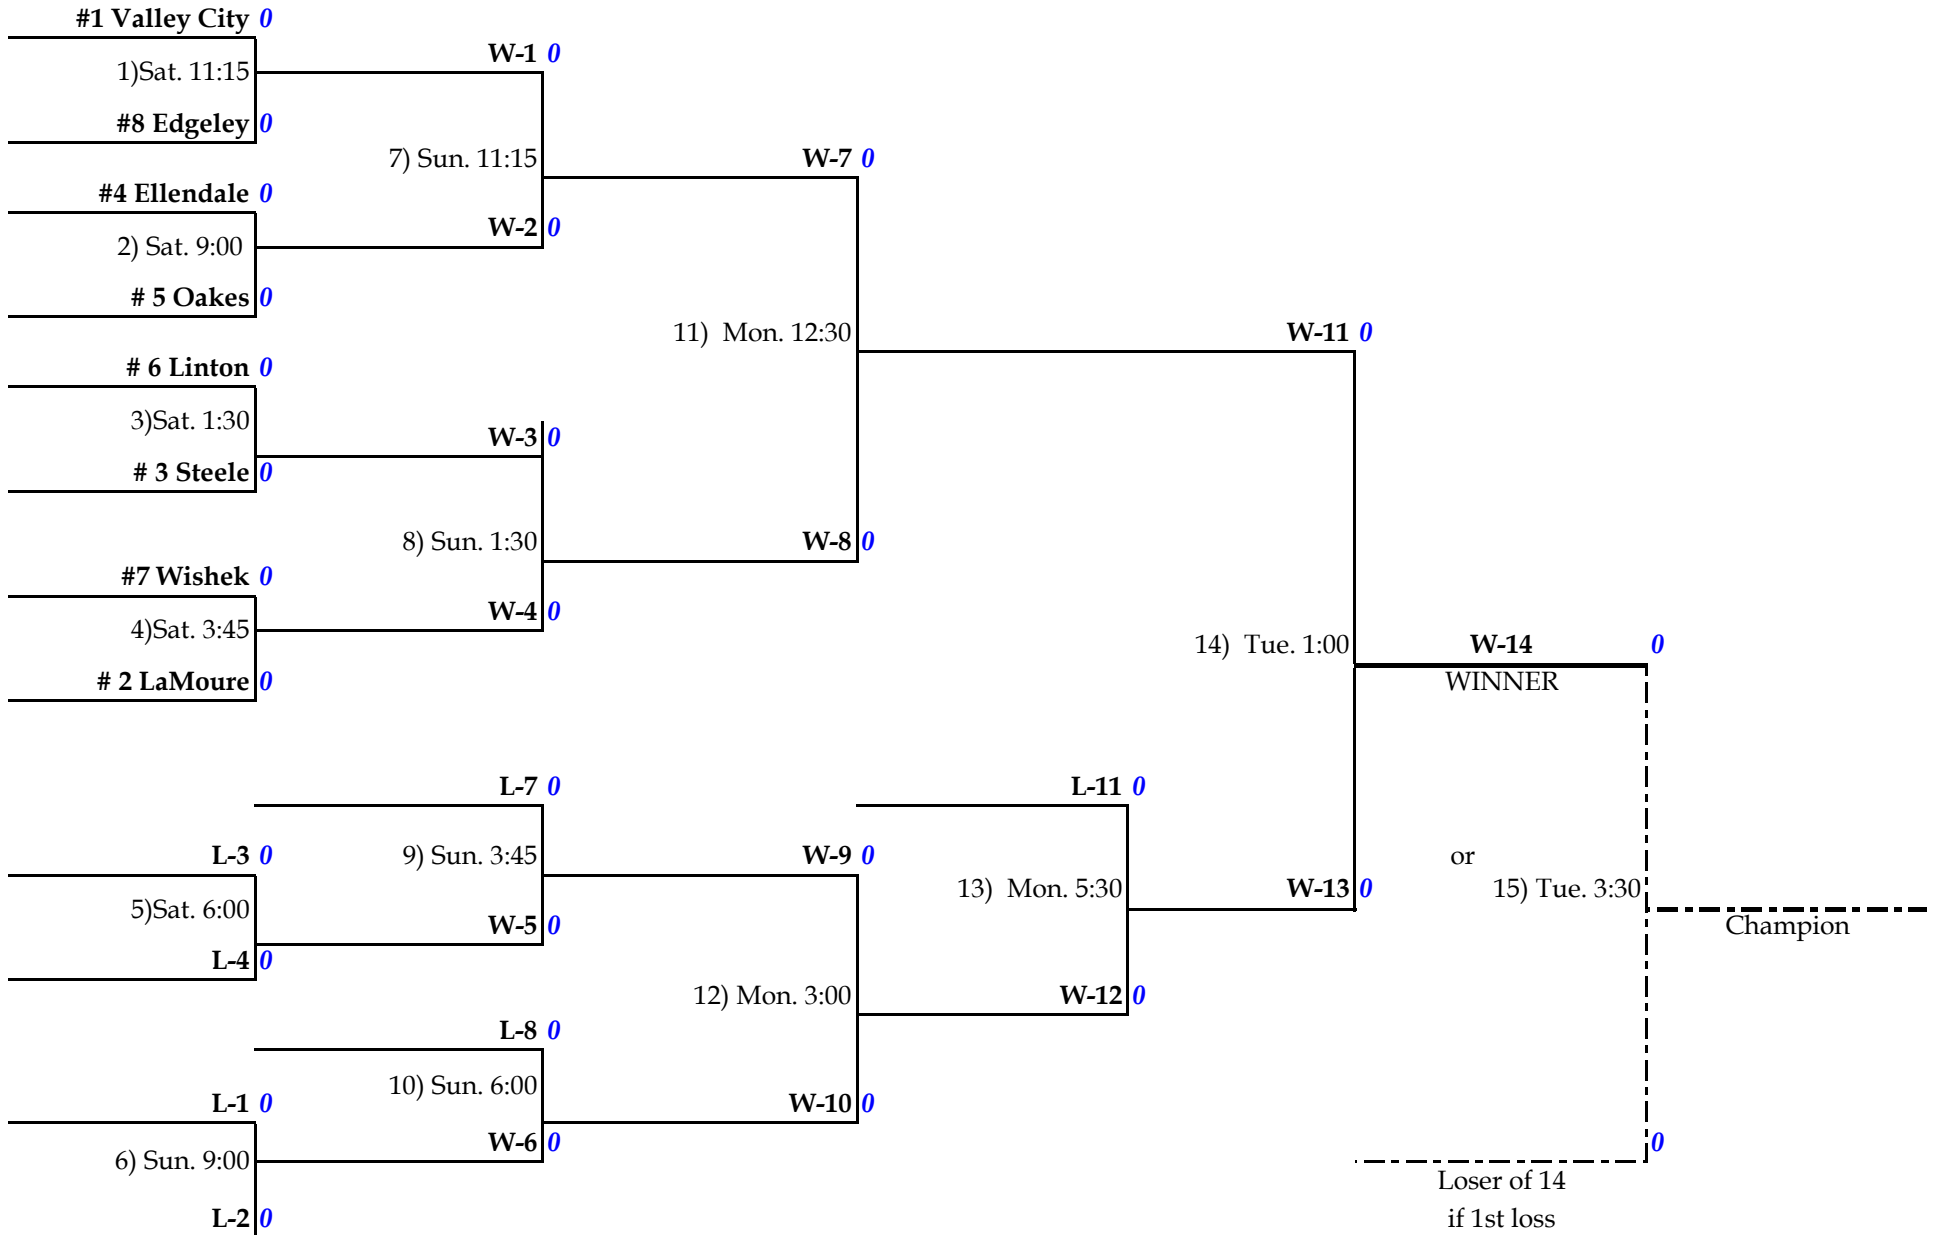 #1 Valley City 0
W-1 0
1)Sat. 11:15
#8 Edgeley 0
7) Sun. 11:15
W-7 0
#4 Ellendale 0
W-2 0
2) Sat. 9:00
# 5 Oakes 0
11) Mon. 12:30
W-11 0
# 6 Linton 0
3)Sat. 1:30
W-3 0
# 3 Steele 0
8) Sun. 1:30
W-8 0
#7 Wishek 0
W-4 0
4)Sat. 3:45
14) Tue. 1:00
W-14 0
# 2 LaMoure 0
WINNER
L-7 0
L-11 0
L-3 0
9) Sun. 3:45
W-9 0
or
13) Mon. 5:30
W-13 0
15) Tue. 3:30
5)Sat. 6:00
W-5 0
Champion
L-4 0
12) Mon. 3:00
W-12 0
L-8 0
10) Sun. 6:00
L-1 0
W-10 0
W-6 0
0
6) Sun. 9:00
Loser of 14
L-2 0
if 1st loss